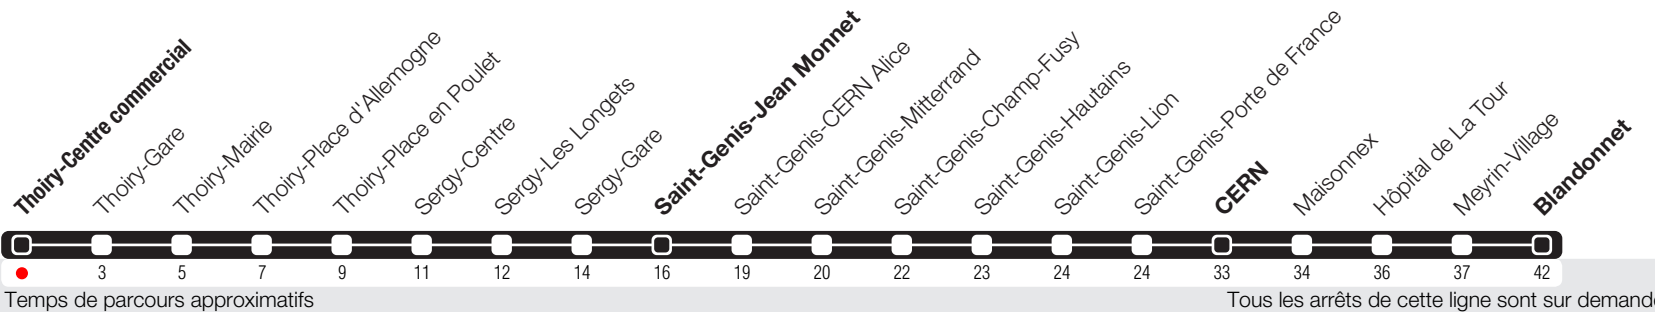 Thoiry-Centre commercial
Thoiry-Gare
Thoiry-Mairie
Thoiry-Place d'Allemogne
Thoiry-Place en Poulet
Sergy-Centre
Sergy-Les Longets
Sergy-Gare
Saint-Genis-Jean Monnet
Saint-Genis-CERN Alice
Saint-Genis-Mitterrand
Saint-Genis-Champ-Fusy
Saint-Genis-Hautains
Saint-Genis-Lion
Saint-Genis-Porte de France
CERN
Maisonnex
Hôpital de La Tour
Meyrin-Village
Blandonnet
3 5 7 9 11 12 14 16 19 20 22 23 24 24 33 34 36 37 42
Temps de parcours approximatifs
Tous les arrêts de cette ligne sont sur demande